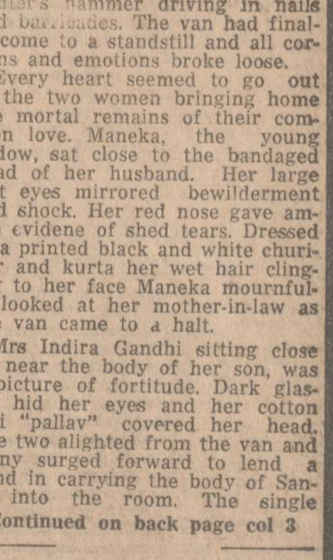 hammer driving in nails
barricades. The van had final-
come to a standstill and all cor-
ns and emotions broke loose.
Every heart seemed to go out
the two women bringing home
mortal remains of their com-
n love. Maneka, the young
dow, sat close to the bandaged
ad of her husband. Her large
t eyes mirrored bewilderment
d shock. Her red nose gave am-
evidene of shed tears. Dressed
a printed black and white churi-
r and kurta her wet hair cling-
to her face Maneka mournful-
looked at her mother-in-law as
van came to a halt.
Mrs Indira Gandhi sitting close
near the body of her son, was
picture of fortitude. Dark glas-
hid her eyes and her cotton
i "pallav" covered her head.
e two alighted from the van and
ny surged forward to lend a
nd in carrying the body of San-
into the room. The single
Continued on back page col 3